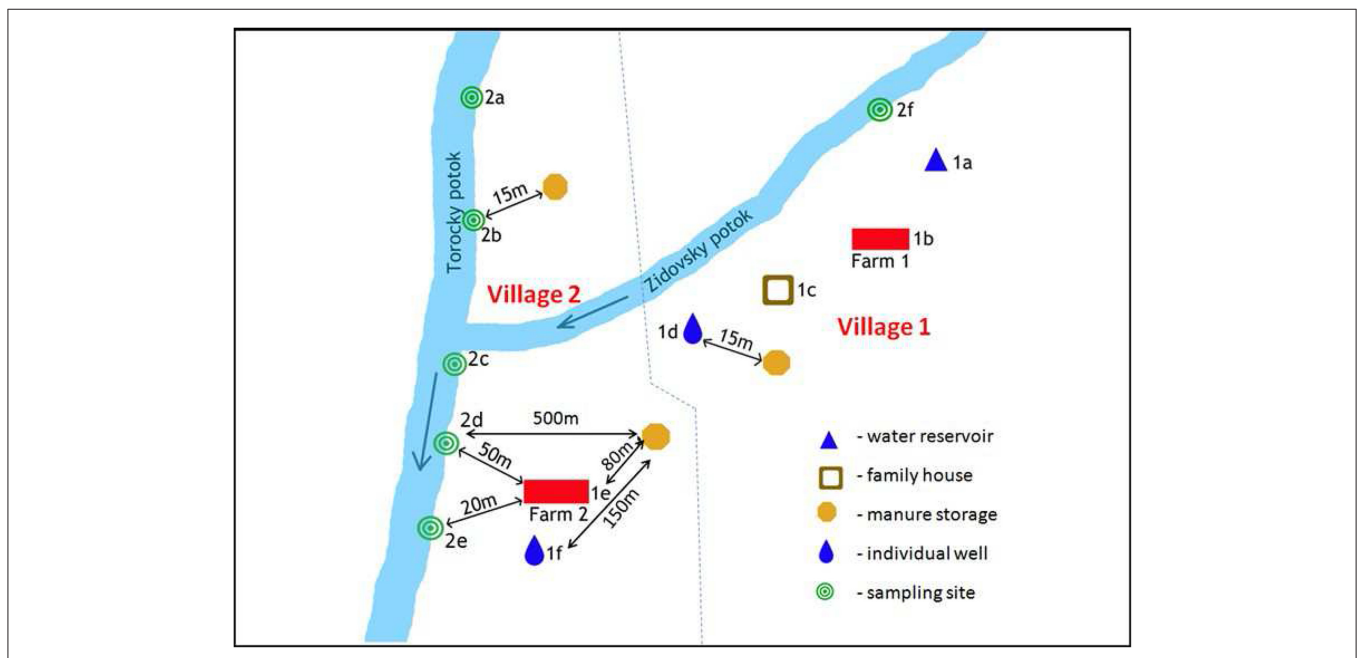 2a
2f
1a
15m
2b
Torocky potok
Zidovsky potok
1b
Farm 1
1c
Village 2
Village 1
1d
15m
2c
2d
500m
50m
80m
1e
Farm 2
20m
150m
2e
1f
- water reservoir
- family house
- manure storage
- individual well
- sampling site